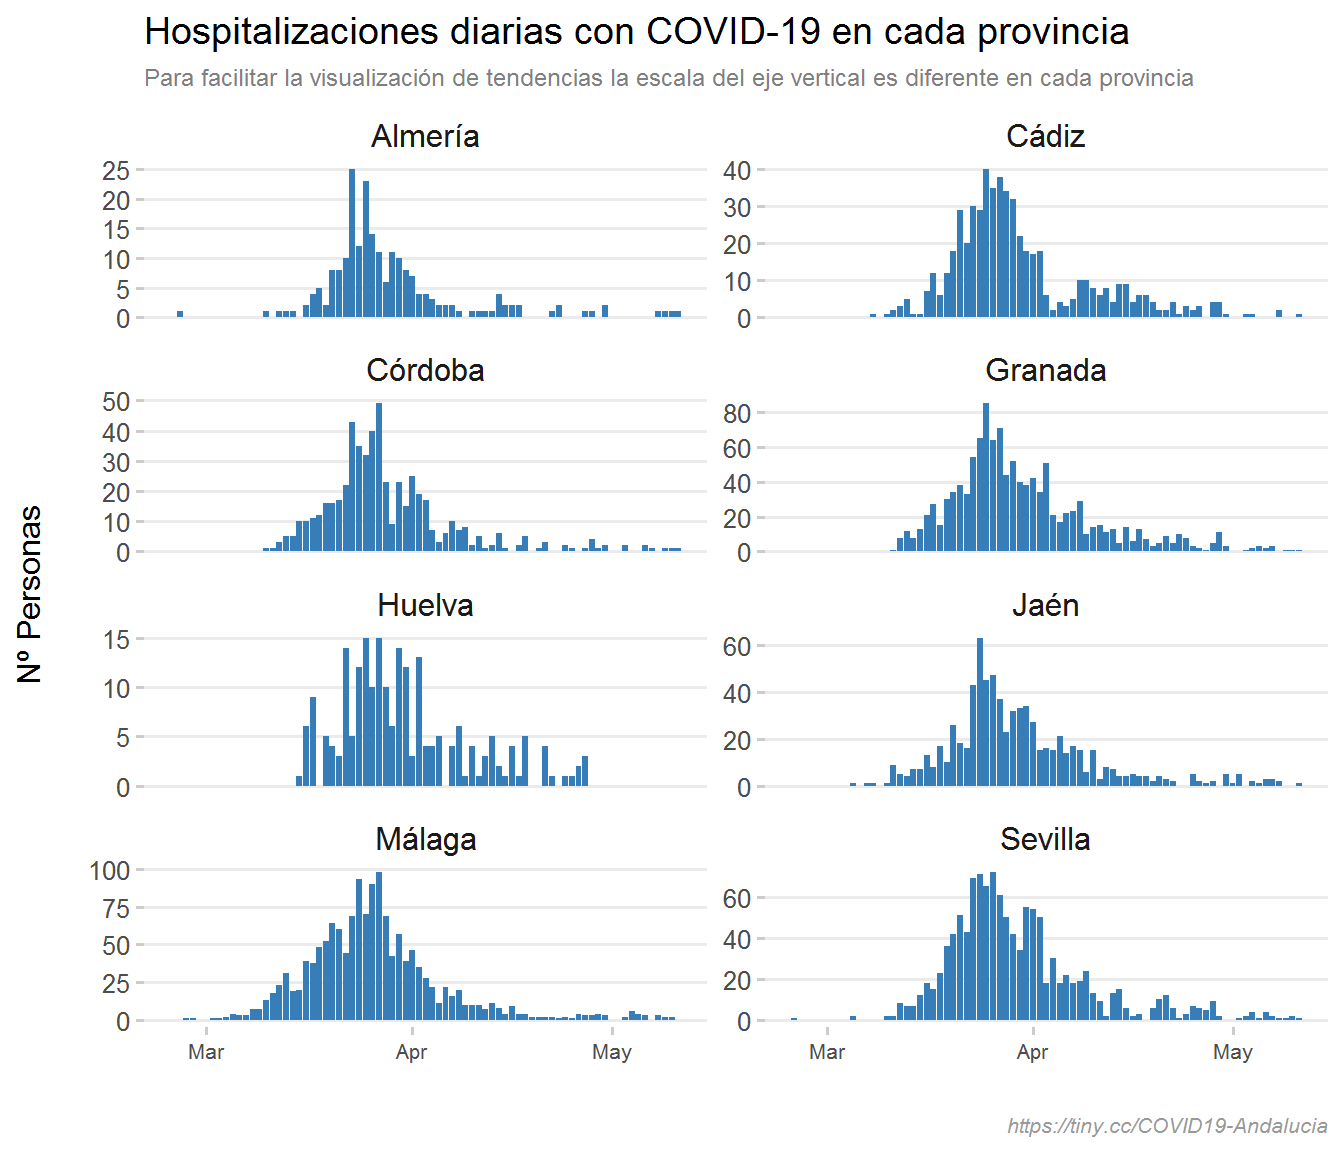 Hospitalizaciones diarias con COVID-19 en cada provincia
Para facilitar la visualización de tendencias la escala del eje vertical es diferente en cada provincia
Nº Personas
Almería
25
20
15
10
5
0
Cádiz
40
30
20
10
0
Córdoba
50
40
30
20
10
0
Granada
80
60
40
20
0
Huelva
15
10
5
0
Jaén
60
40
20
0
Málaga
100
75
50
25
0
Mar Apr May
Sevilla
60
40
20
0
Mar Apr May
https://tiny.cc/COVID19-Andalucia